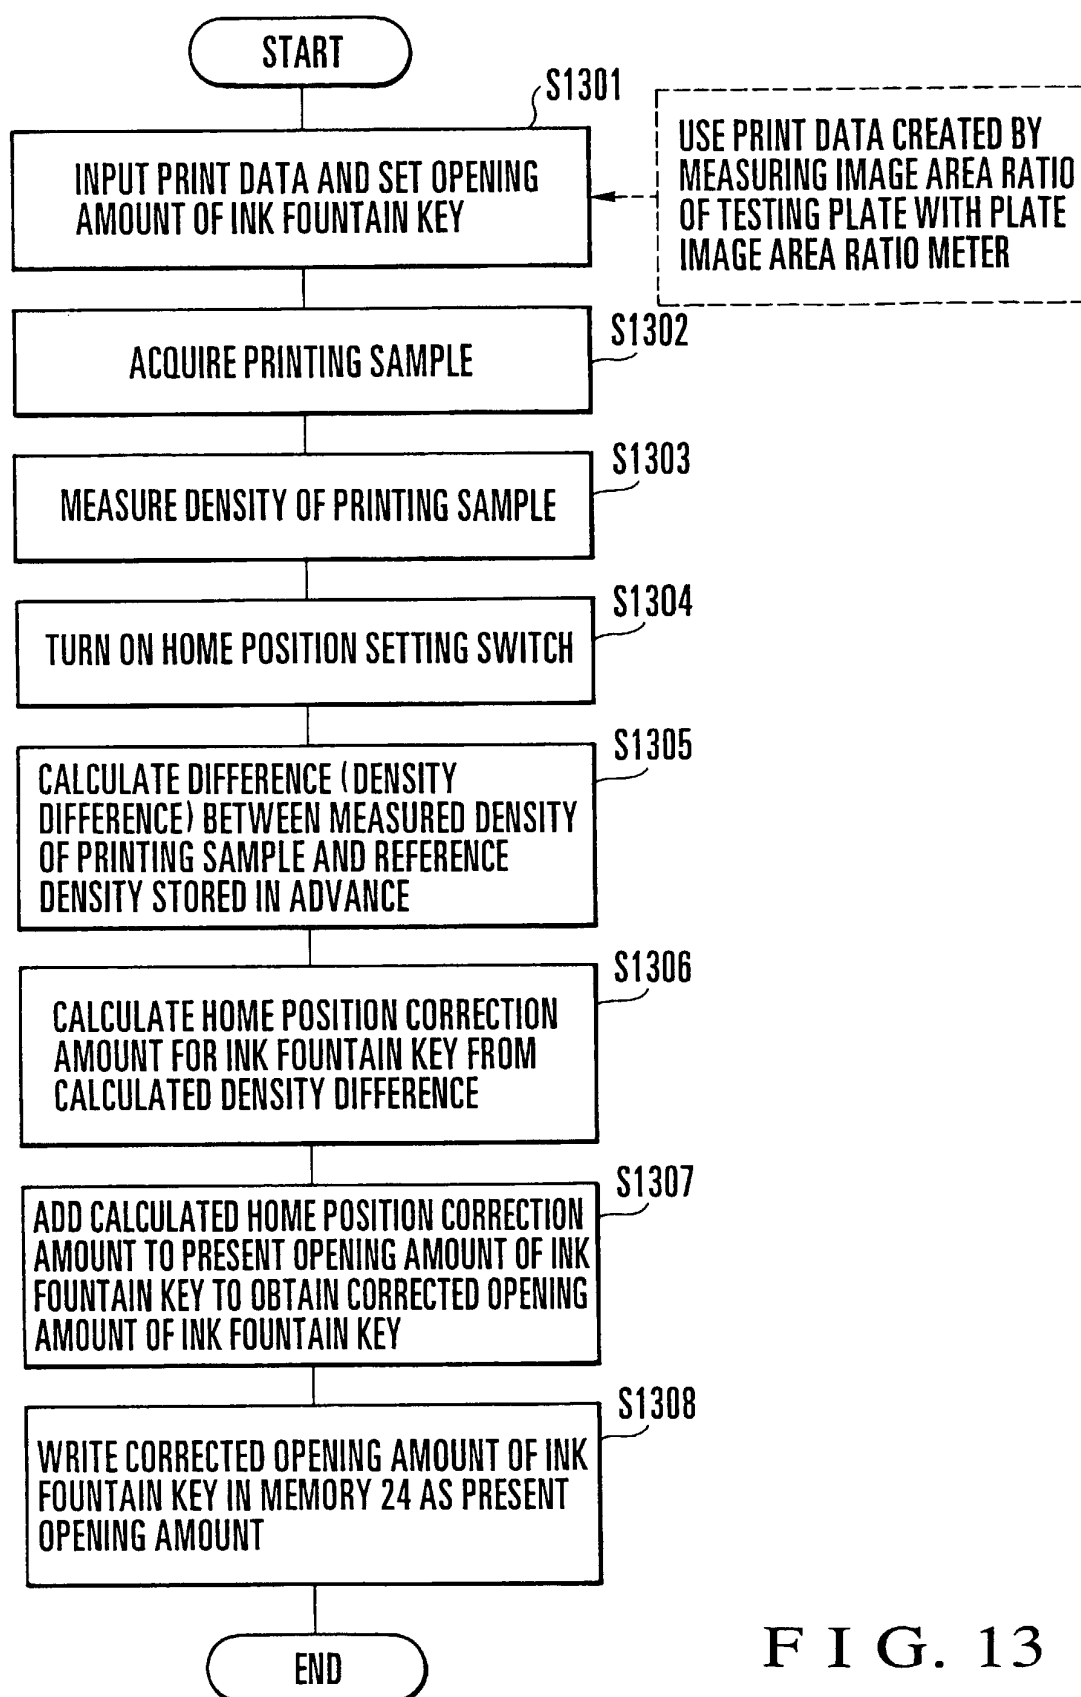 START
S1301
INPUT PRINT DATA AND SET OPENING
AMOUNT OF INK FOUNTAIN KEY
USE PRINT DATA CREATED BY
MEASURING IMAGE AREA RATIO
OF TESTING PLATE WITH PLATE
IMAGE AREA RATIO METER
S1302
ACQUIRE PRINTING SAMPLE
S1303
MEASURE DENSITY OF PRINTING SAMPLE
S1304
TURN ON HOME POSITION SETTING SWITCH
S1305
CALCULATE DIFFERENCE (DENSITY
DIFFERENCE) BETWEEN MEASURED DENSITY
OF PRINTING SAMPLE AND REFERENCE
DENSITY STORED IN ADVANCE
S1306
CALCULATE HOME POSITION CORRECTION
AMOUNT FOR INK FOUNTAIN KEY FROM
CALCULATED DENSITY DIFFERENCE
S1307
ADD CALCULATED HOME POSITION CORRECTION
AMOUNT TO PRESENT OPENING AMOUNT OF INK
FOUNTAIN KEY TO OBTAIN CORRECTED OPENING
AMOUNT OF INK FOUNTAIN KEY
S1308
WRITE CORRECTED OPENING AMOUNT OF INK
FOUNTAIN KEY IN MEMORY 24 AS PRESENT
OPENING AMOUNT
END
FIG. 13